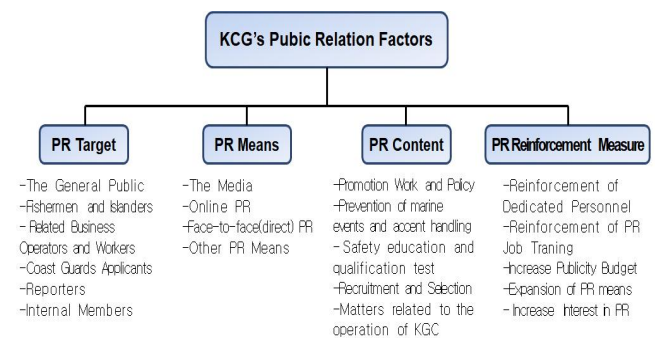 KCG's Pubic Relation Factors
PR Target
-The General Public
-Fishermen and Islanders
- Related Business
Operators and Workers
-Coast Guards Applicants
-Reporters
-Internal Members
PR Means
-The Media
-Online PR
-Face-to-face(direct) PR
-Other PR Means
PR Content
-Promotion Work and Policy
-Prevention of marine
events and accent handling
- Safety education and
qualification test
-Recruitment and Selection
-Matters related to the
operation of KGC
PR Reinforcement Measure
-Reinforcement of
Dedicated Personnel
-Reinforcement of PR
Job Traning
-Increase Publicity Budget
-Expansion of PR means
- Increase Interest in PR